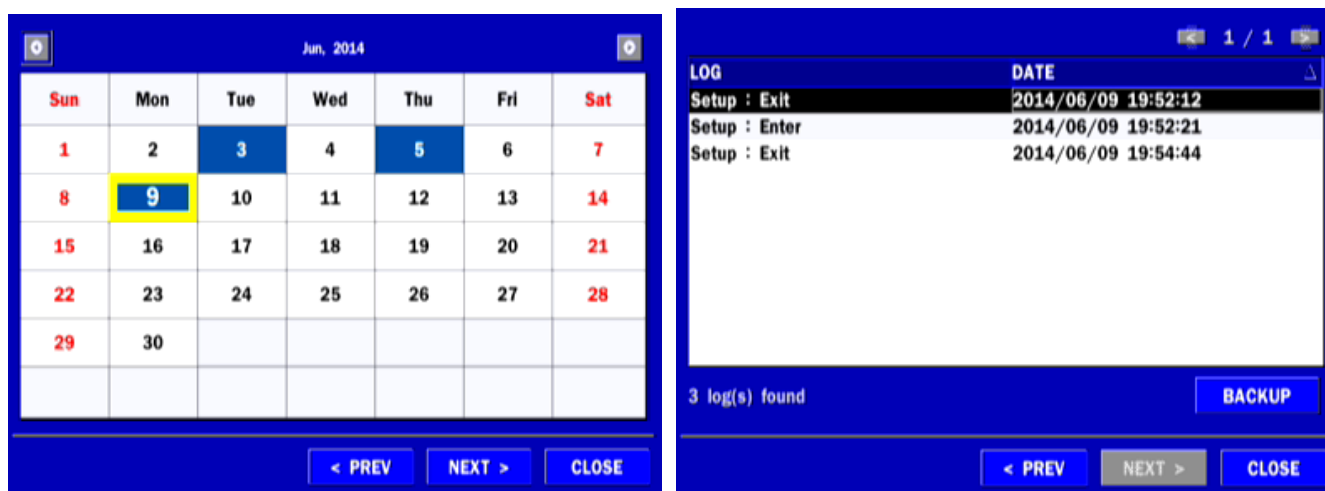 Jun, 2014
Sun Mon Tue Wed Thu Fri Sat
1 2 3 4 5 6 7
8 9 10 11 12 13 14
15 16 17 18 19 20 21
22 23 24 25 26 27 28
29 30
< PREV NEXT > CLOSE
< 1 / 1 >
LOG DATE
Setup : Exit 2014/06/09 19:52:12
Setup : Enter 2014/06/09 19:52:21
Setup : Exit 2014/06/09 19:54:44
3 log(s) found BACKUP
< PREV NEXT > CLOSE